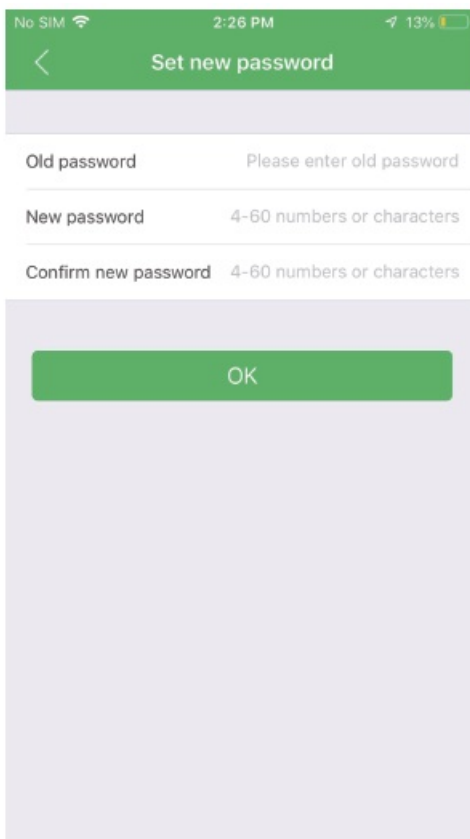 No SIM 2:26 PM 13%
Set new password
Old password Please enter old password
New password 4-60 numbers or characters
Confirm new password 4-60 numbers or characters
OK